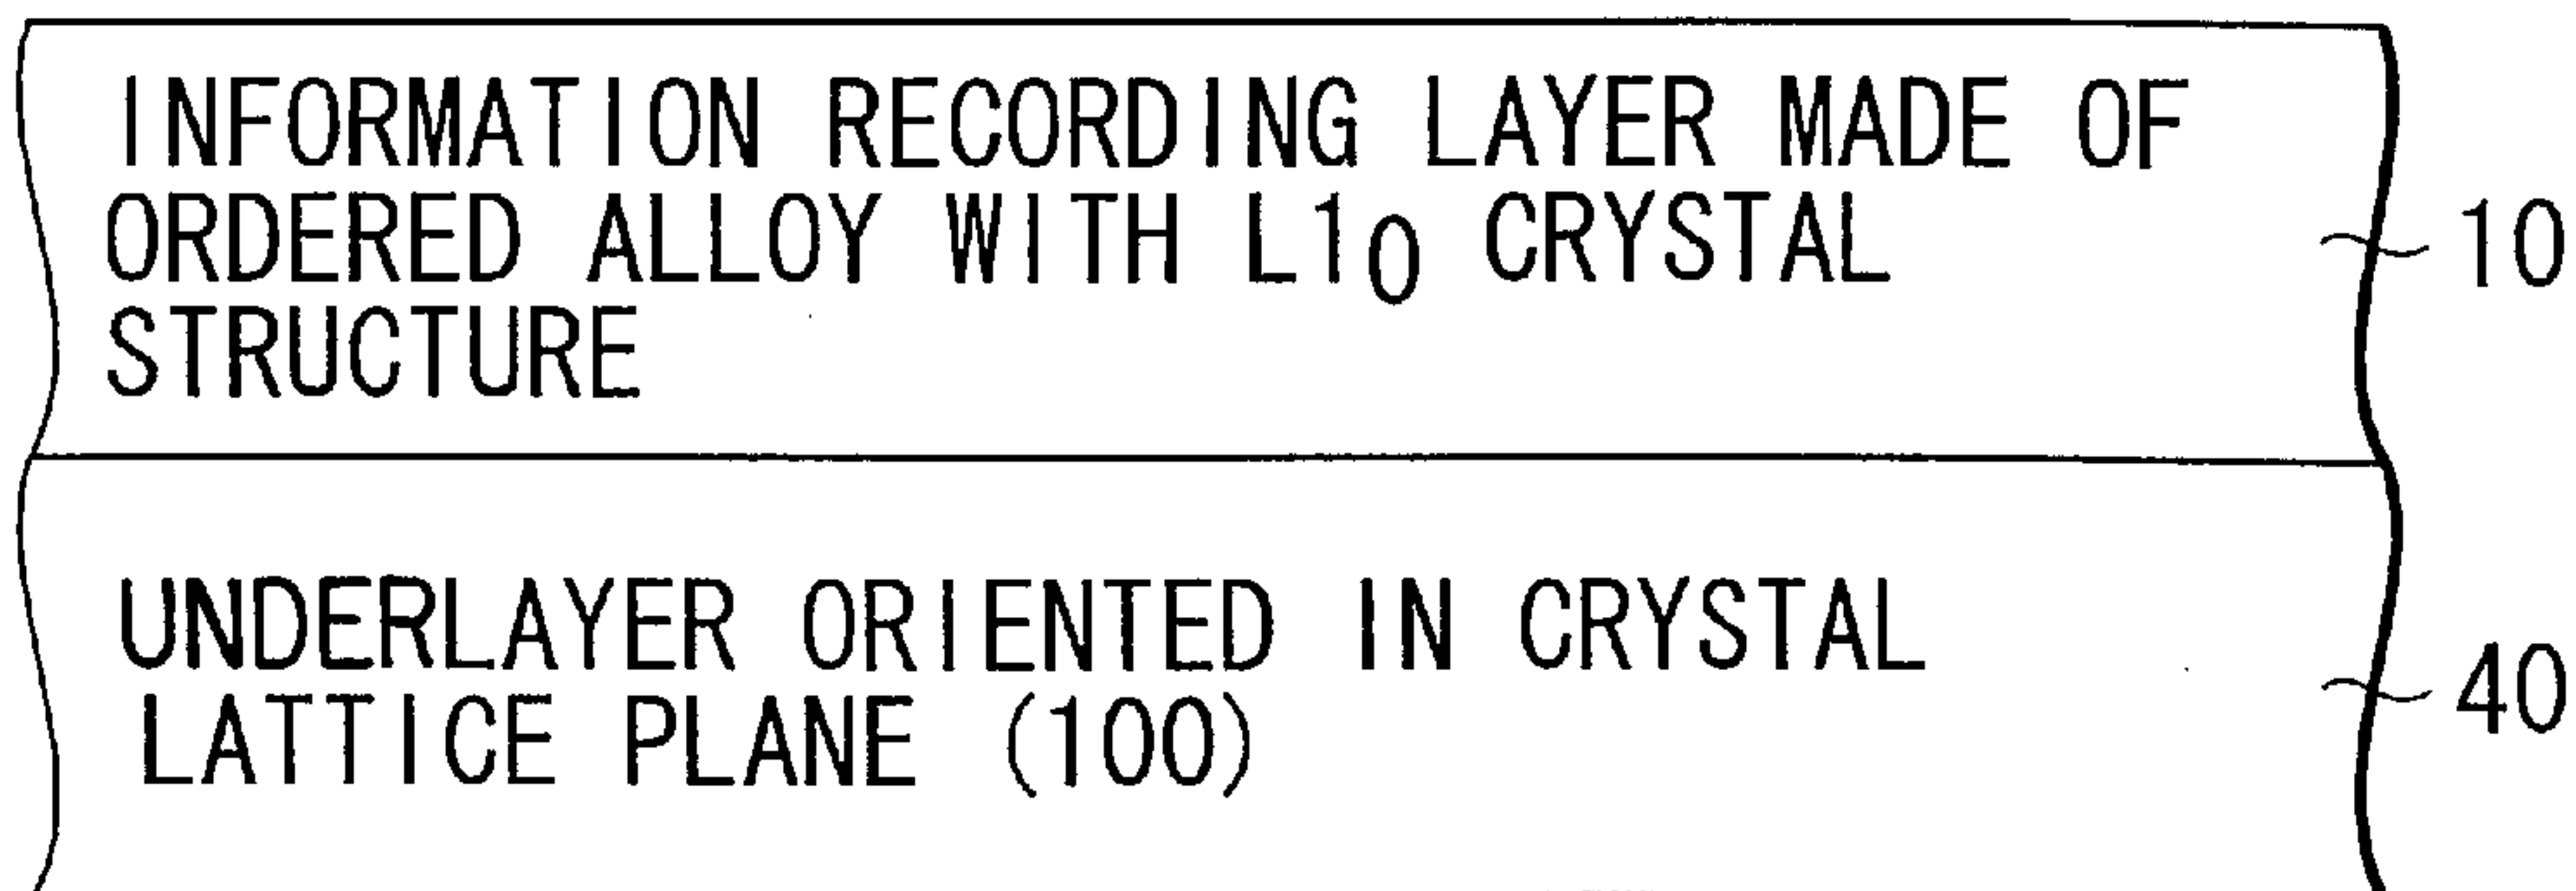 INFORMATION RECORDING LAYER MADE OF
ORDERED ALLOY WITH L1₀ CRYSTAL
STRUCTURE
10
UNDERLAYER ORIENTED IN CRYSTAL
LATTICE PLANE (100)
40